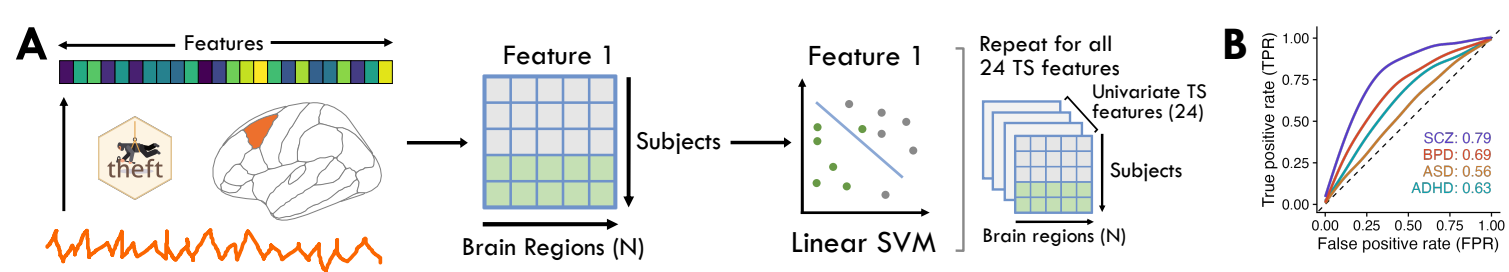 A
Features
theft
Feature 1
Subjects
Brain Regions (N)
Feature 1
Linear SVM
Repeat for all
24 TS features
Univariate TS
features (24)
Subjects
Brain regions (N)
B
True positive rate (TPR)
1.00
0.75
0.50
0.25
0.00
SCZ: 0.79
BPD: 0.69
ASD: 0.56
ADHD: 0.63
0.00 0.25 0.50 0.75 1.00
False positive rate (FPR)